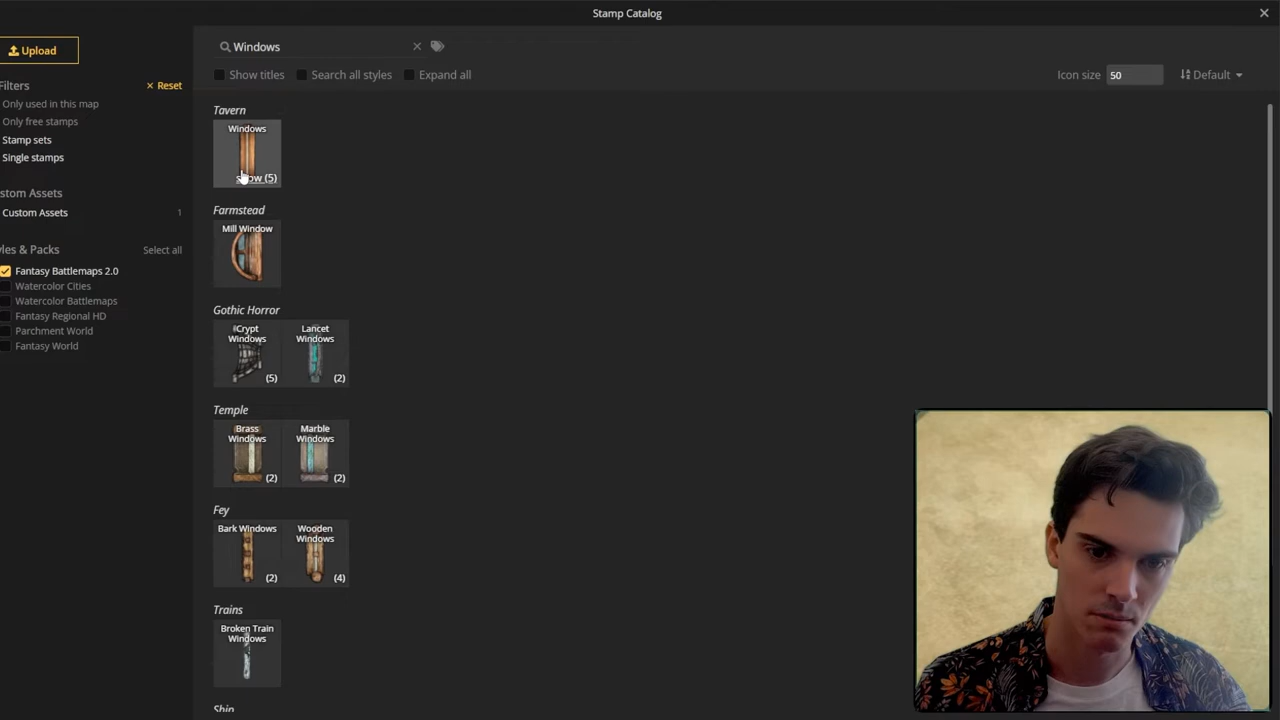 Stamp Catalog
Upload
Windows
Filters
Reset
Only used in this map
Only free stamps
Stamp sets
Single stamps
stom Assets
Custom Assets 1
les & Packs Select all
Fantasy Battlemaps 2.0
Watercolor Cities
Watercolor Battlemaps
Fantasy Regional HD
Parchment World
Fantasy World
Show titles Search all styles Expand all
Icon size 50 Default
Tavern
Windows
(5)
Farmstead
Mill Window
Gothic Horror
Crypt Windows
(5)
Lancet Windows
(2)
Temple
Brass Windows
(2)
Marble Windows
(2)
Fey
Bark Windows
(2)
Wooden Windows
(4)
Trains
Broken Train Windows
Ship